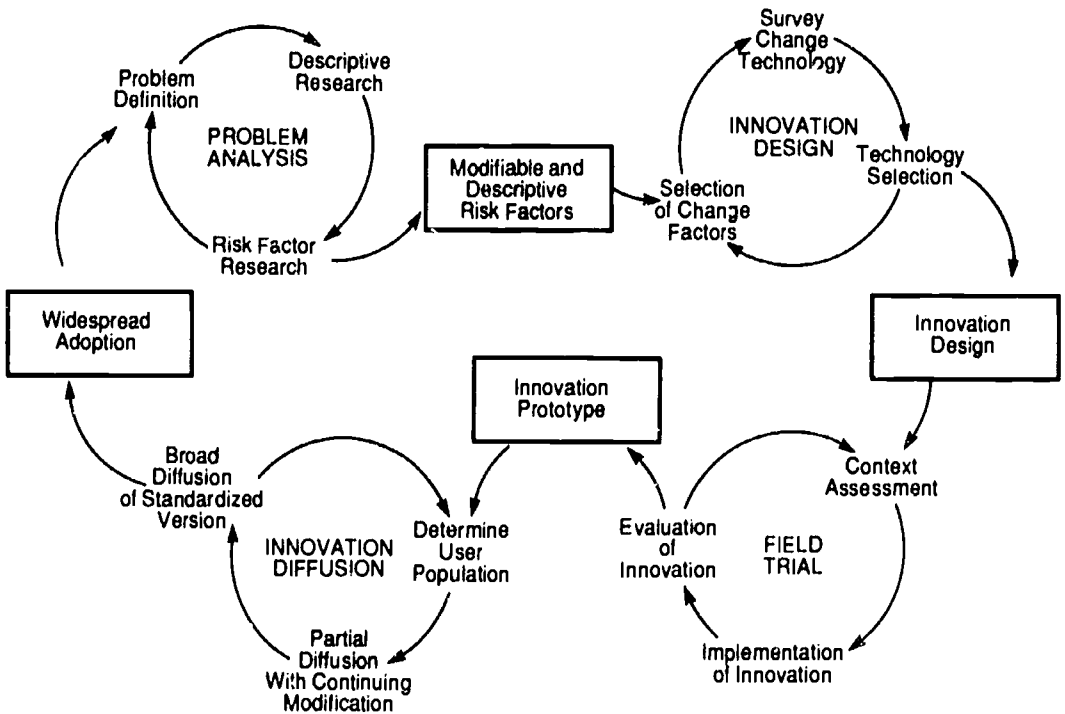 Problem
Definition
Descriptive
Research
PROBLEM
ANALYSIS
Risk Factor
Research
Modifiable and
Descriptive
Risk Factors
Survey
Change
Technology
INNOVATION
DESIGN
Technology
Selection
Selection
of Change
Factors
Innovation
Design
Context
Assessment
FIELD
TRIAL
Implementation
of Innovation
Evaluation
of
Innovation
Innovation
Prototype
Determine
User
Population
INNOVATION
DIFFUSION
Partial
Diffusion
With Continuing
Modification
Broad
Diffusion
of Standardized
Version
Widespread
Adoption